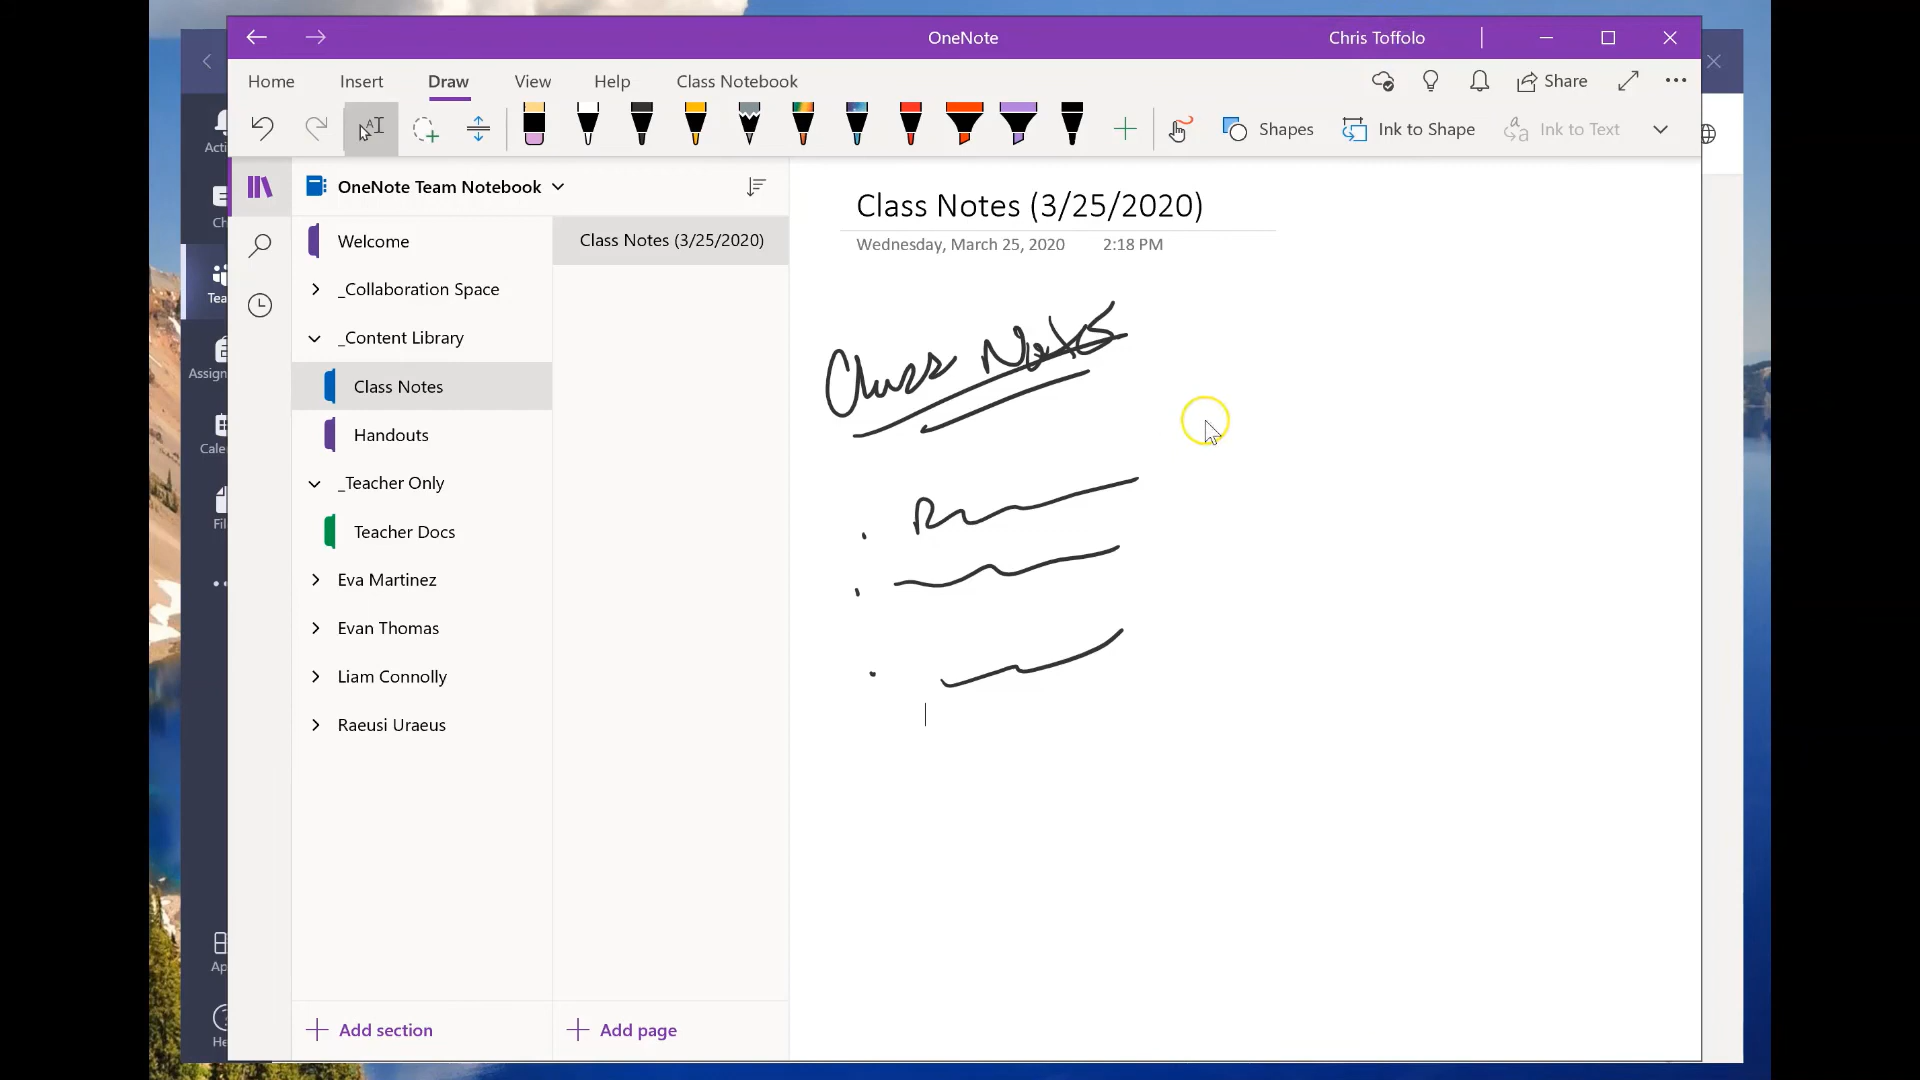 OneNote
Chris Toffolo
Home Insert Draw View Help Class Notebook
Share
Shapes Ink to Shape Ink to Text
OneNote Team Notebook
Welcome
_Collaboration Space
_Content Library
Class Notes
Handouts
_Teacher Only
Teacher Docs
Eva Martinez
Evan Thomas
Liam Connolly
Raeusi Uraeus
Add section
Class Notes (3/25/2020)
Add page
Class Notes (3/25/2020)
Wednesday, March 25, 2020 2:18 PM
Class Notes